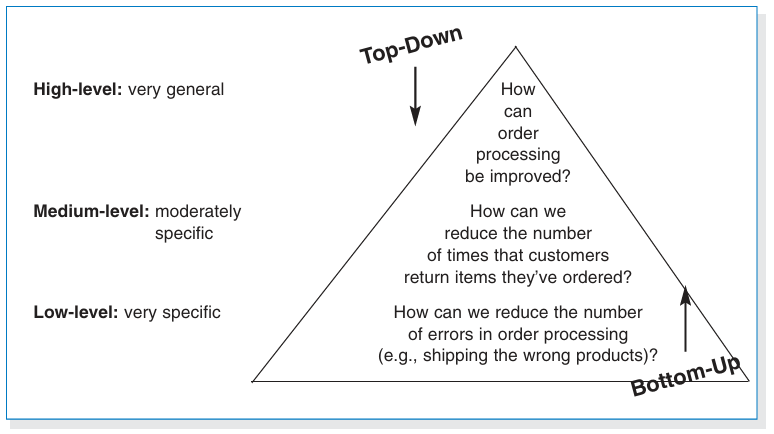 Top-Down
High-level: very general
How
can
order
processing
be improved?
Medium-level: moderately
specific
How can we
reduce the number
of times that customers
return items they’ve ordered?
Low-level: very specific
How can we reduce the number
of errors in order processing
(e.g., shipping the wrong products)?
Bottom-Up